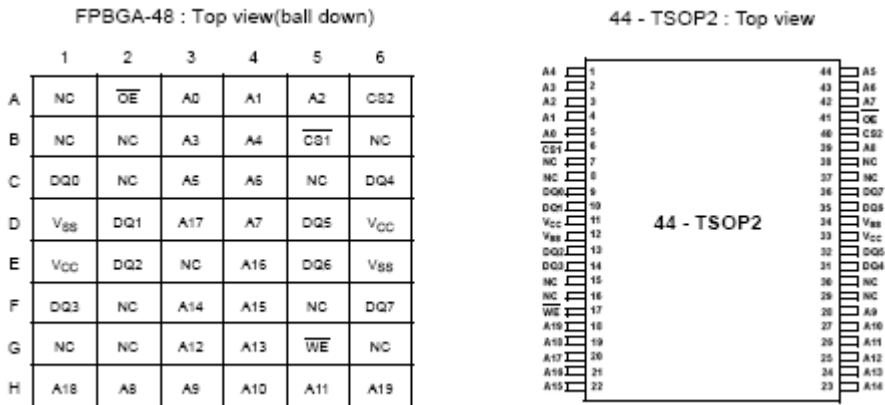 FPBGA-48 : Top view(ball down)
1 2 3 4 5 6
A NC OE A0 A1 A2 CS2
B NC NC A3 A4 CS1 NC
C DQ0 NC A5 A6 NC DQ4
D VSS DQ1 A17 A7 DQ5 VCC
E VCC DQ2 NC A16 DQ6 VSS
F DQ3 NC A14 A15 NC DQ7
G NC NC A12 A13 WE NC
H A18 A8 A9 A10 A11 A19
44 - TSOP2 : Top view
A4 1 44 A5
A3 2 43 A6
A2 3 42 A7
A1 4 41 OE
A0 5 40 CS2
CS1 6 39 A8
NC 7 38 NC
NC 8 37 NC
DQ0 9 36 DQ7
DQ1 10 35 DQ6
Vcc 11 34 Vss
Vss 12 33 Vcc
DQ2 13 32 DQ5
DQ3 14 31 DQ4
NC 15 30 NC
NC 16 29 NC
WE 17 28 A9
A19 18 27 A10
A18 19 26 A11
A17 20 25 A12
A16 21 24 A13
A15 22 23 A14
44 - TSOP2